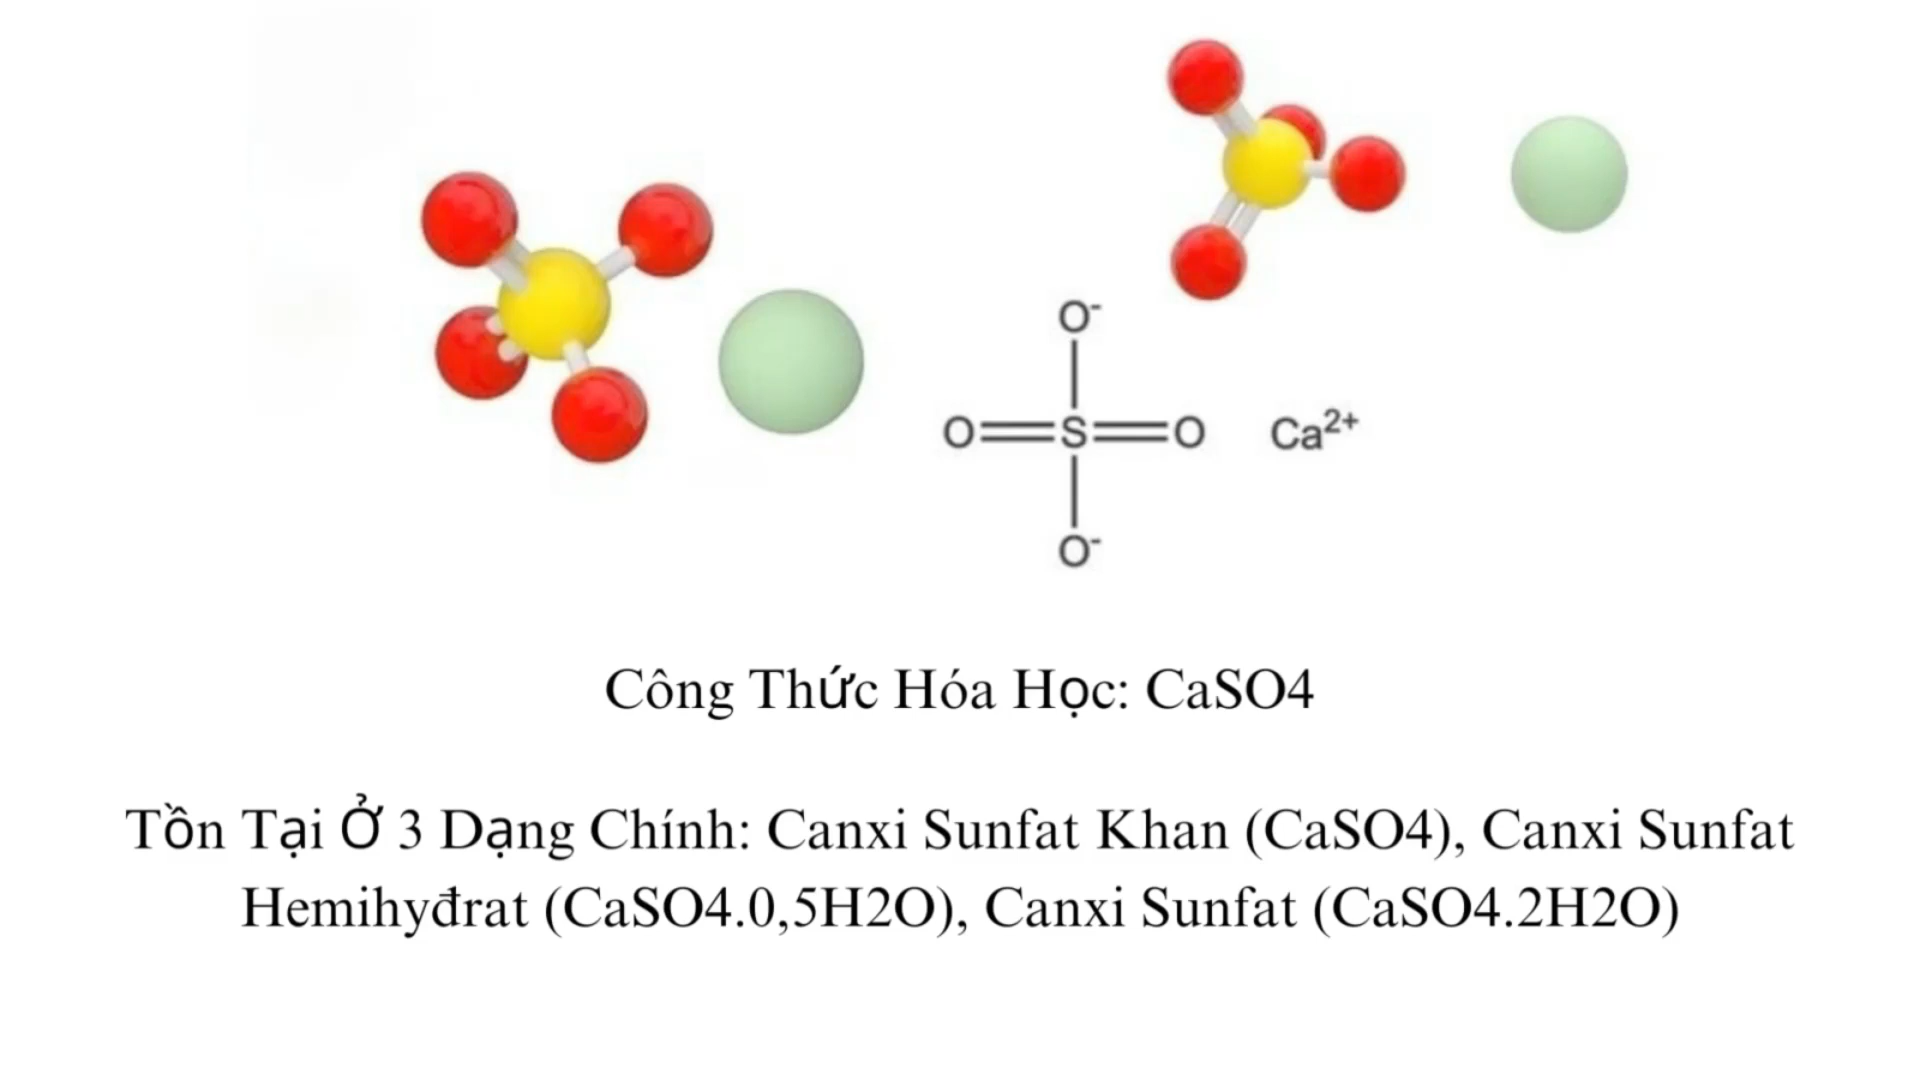 O⁻
O=S=O Ca²⁺
O⁻
Công Thức Hóa Học: CaSO4
Tồn Tại Ở 3 Dạng Chính: Canxi Sunfat Khan (CaSO4), Canxi Sunfat
Hemihyđrat (CaSO4.0,5H2O), Canxi Sunfat (CaSO4.2H2O)